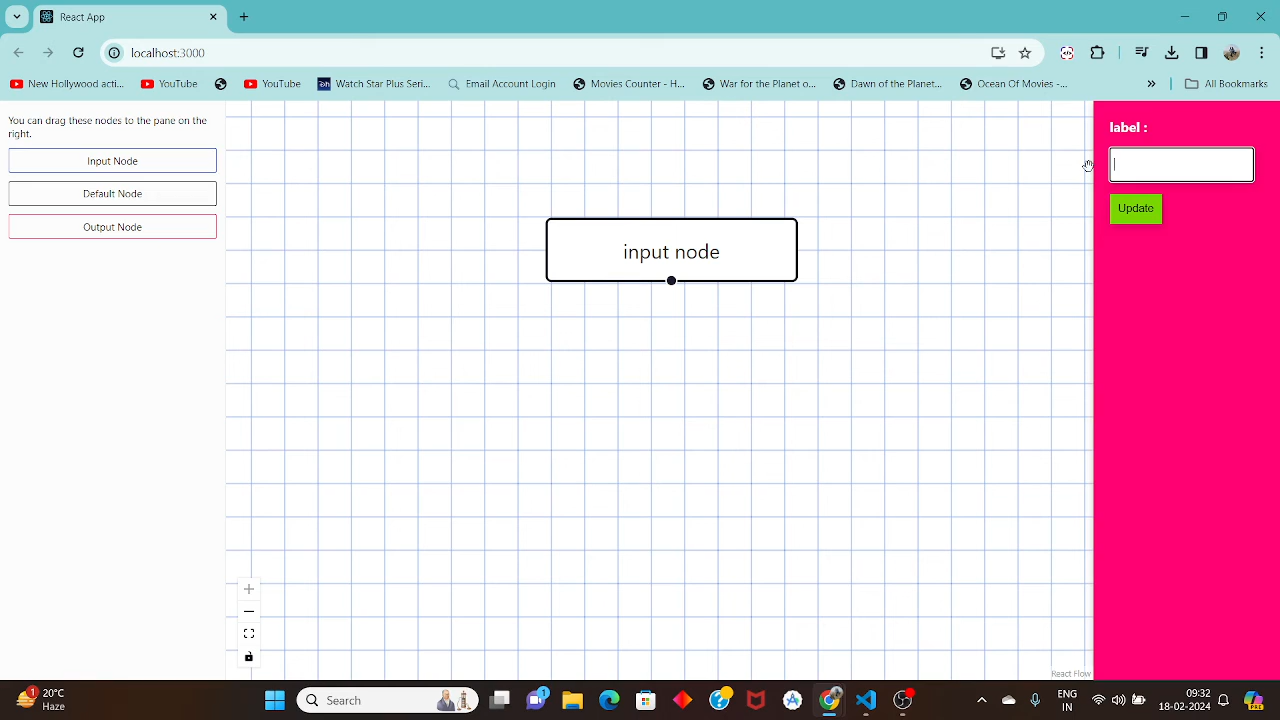 React App
localhost:3000
New Hollywood acti...
YouTube
YouTube
Watch Star Plus Seri...
Email Account Login
Movies Counter - H...
War for the Planet o...
Dawn of the Planet...
Ocean Of Movies -...
»
All Bookmarks
You can drag these nodes to the pane on the
right.
Input Node
Default Node
Output Node
input node
label :
Update
React Flow
1
20°C
Haze
Search
1
ENG
IN
09:32
18-02-2024